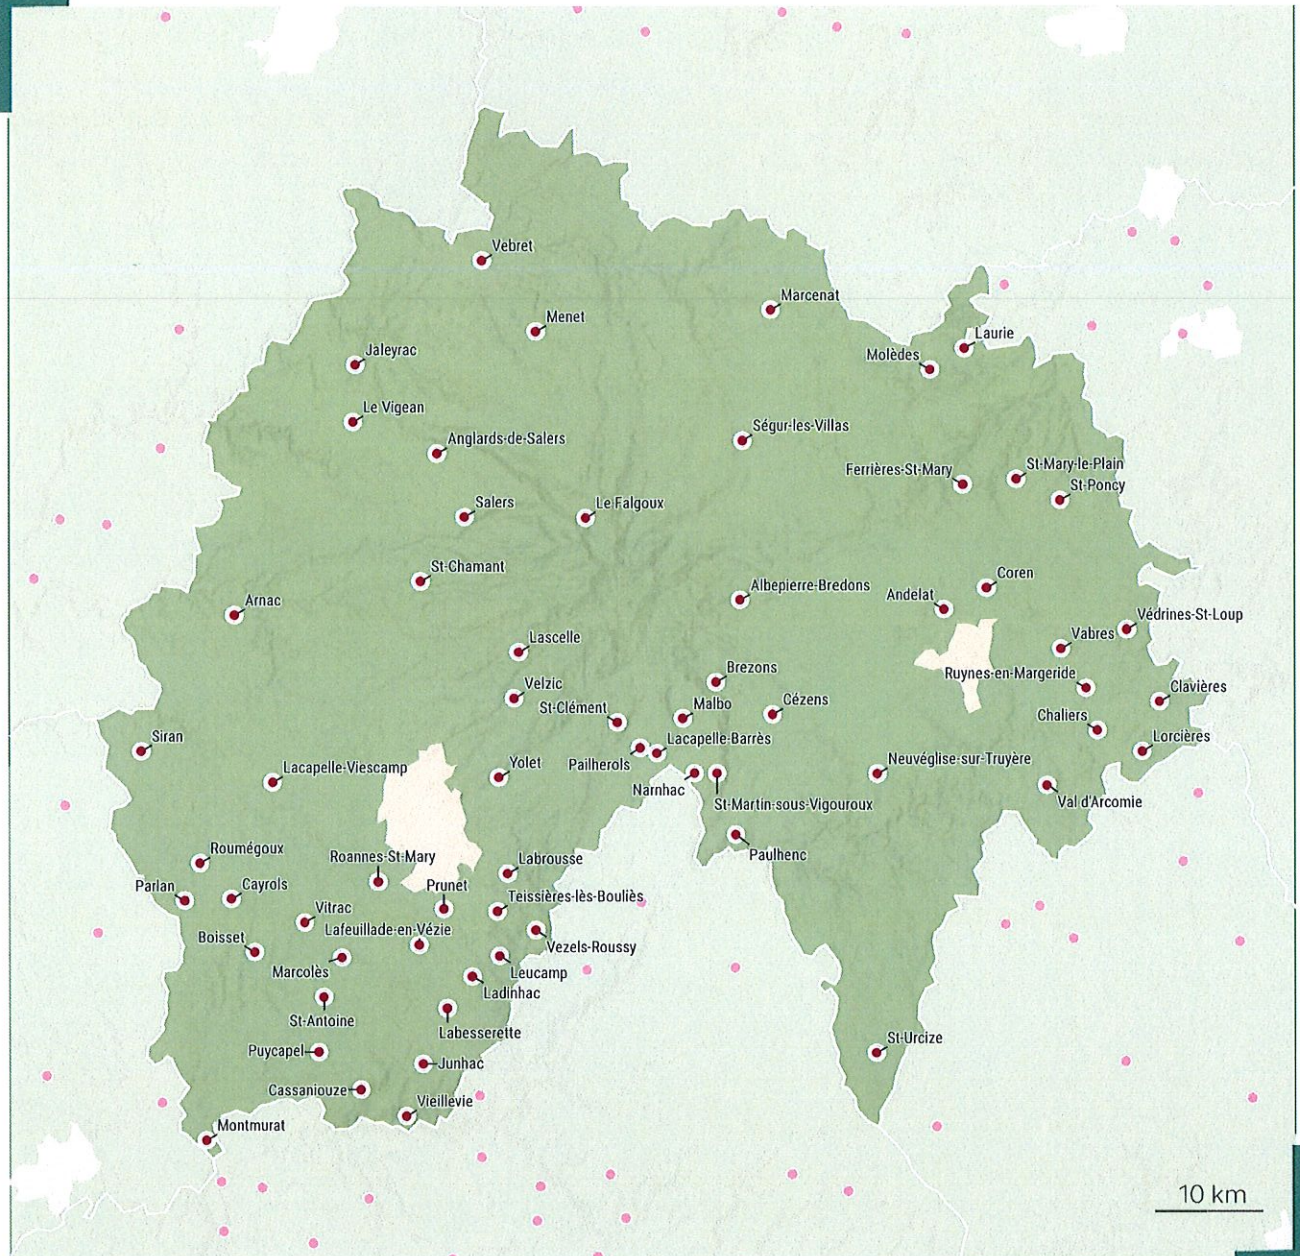 Vebret
Marcenat
Menet
Laurie
Jaleyrac
Molèdes
Le Vigean
Ségur-les-Villas
Anglards-de-Salers
St-Mary-le-Plain
Ferrières-St-Mary
St-Poncy
Salers
Le Falgoux
St-Chamant
Coren
Albepierre-Bredons
Andelat
Arnac
Védrines-St-Loup
Vabres
Lascelle
Brezons
Ruynes-en-Margeride
Velzic
Clavières
Cézens
Malbo
St-Clément
Chaliers
Siran
Lacapelle-Barrès
Lorcières
Neuvéglise-sur-Truyère
Yolet
Pailherols
Lacapelle-Viescamp
Narnhac
St-Martin-sous-Vigouroux
Val d'Arcomie
Roumégoux
Roannes-St-Mary
Paulhenc
Labrousse
Parlan
Cayrols
Prunet
Teissières-lès-Bouliès
Vitrac
Lafeuillade-en-Vézie
Boisset
Vezels-Roussy
Marcolès
Leucamp
Ladinhac
St-Antoine
Labesserette
St-Urcize
Puycapel
Junhac
Cassaniouze
Vieillevie
Montmurat
10 km